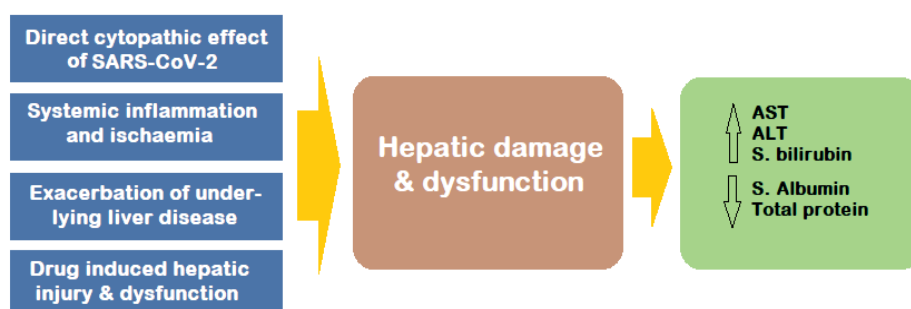 Direct cytopathic effect
of SARS-CoV-2
Systemic inflammation
and ischaemia
Exacerbation of under-
lying liver disease
Drug induced hepatic
injury & dysfunction
Hepatic damage
& dysfunction
AST
ALT
S. bilirubin
S. Albumin
Total protein